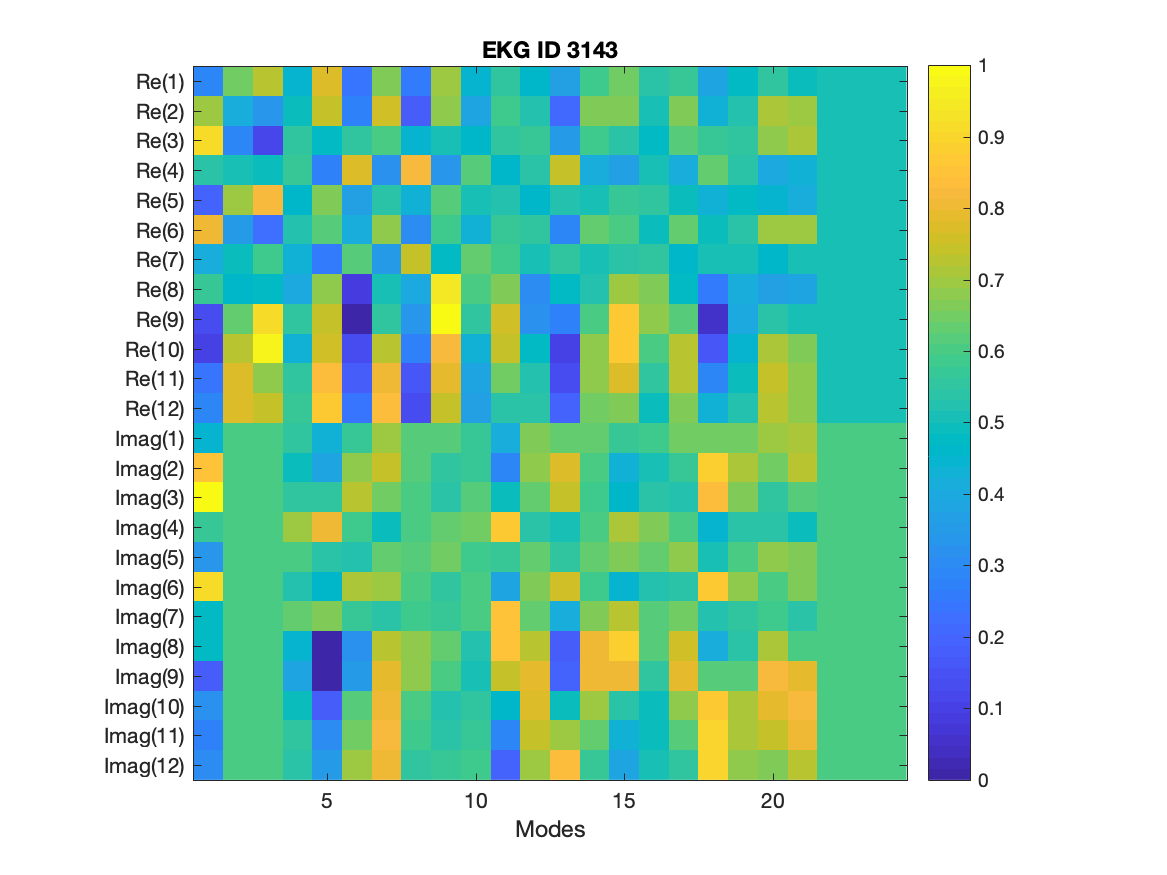 EKG ID 3143
Re(1)
Re(2)
Re(3)
Re(4)
Re(5)
Re(6)
Re(7)
Re(8)
Re(9)
Re(10)
Re(11)
Re(12)
Imag(1)
Imag(2)
Imag(3)
Imag(4)
Imag(5)
Imag(6)
Imag(7)
Imag(8)
Imag(9)
Imag(10)
Imag(11)
Imag(12)
5 10 15 20
Modes
1
0.9
0.8
0.7
0.6
0.5
0.4
0.3
0.2
0.1
0